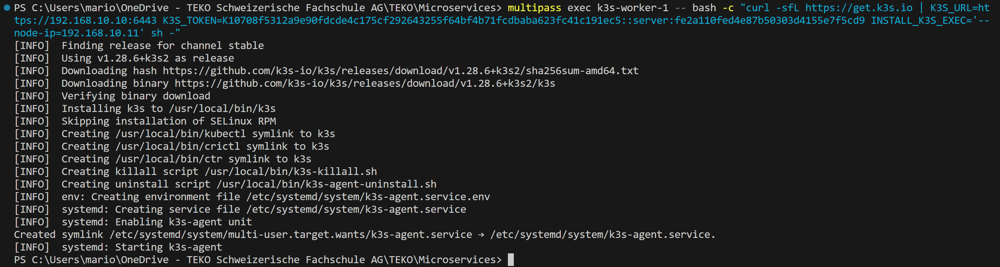 PS C:\Users\mario\OneDrive - TEKO Schweizerische Fachschule AG\TEKO\Microservices> multipass exec k3s-worker-1 -- bash -c "curl -sfL https://get.k3s.io | K3S_URL=ht
tps://192.168.10.10:6443 K3S_TOKEN=K10708f5312a9e90fdcde4c175cf292643255f64bf4b71fcdbaba623fc41c191ec5::server:fe2a110fed4e87b50303d4155e7f5cd9 INSTALL_K3S_EXEC='--
node-ip=192.168.10.11' sh -"
[INFO]  Finding release for channel stable
[INFO]  Using v1.28.6+k3s2 as release
[INFO]  Downloading hash https://github.com/k3s-io/k3s/releases/download/v1.28.6+k3s2/sha256sum-amd64.txt
[INFO]  Downloading binary https://github.com/k3s-io/k3s/releases/download/v1.28.6+k3s2/k3s
[INFO]  Verifying binary download
[INFO]  Installing k3s to /usr/local/bin/k3s
[INFO]  Skipping installation of SELinux RPM
[INFO]  Creating /usr/local/bin/kubectl symlink to k3s
[INFO]  Creating /usr/local/bin/crictl symlink to k3s
[INFO]  Creating /usr/local/bin/ctr symlink to k3s
[INFO]  Creating killall script /usr/local/bin/k3s-killall.sh
[INFO]  Creating uninstall script /usr/local/bin/k3s-agent-uninstall.sh
[INFO]  env: Creating environment file /etc/systemd/system/k3s-agent.service.env
[INFO]  systemd: Creating service file /etc/systemd/system/k3s-agent.service
[INFO]  systemd: Enabling k3s-agent unit
Created symlink /etc/systemd/system/multi-user.target.wants/k3s-agent.service → /etc/systemd/system/k3s-agent.service.
[INFO]  systemd: Starting k3s-agent
PS C:\Users\mario\OneDrive - TEKO Schweizerische Fachschule AG\TEKO\Microservices>